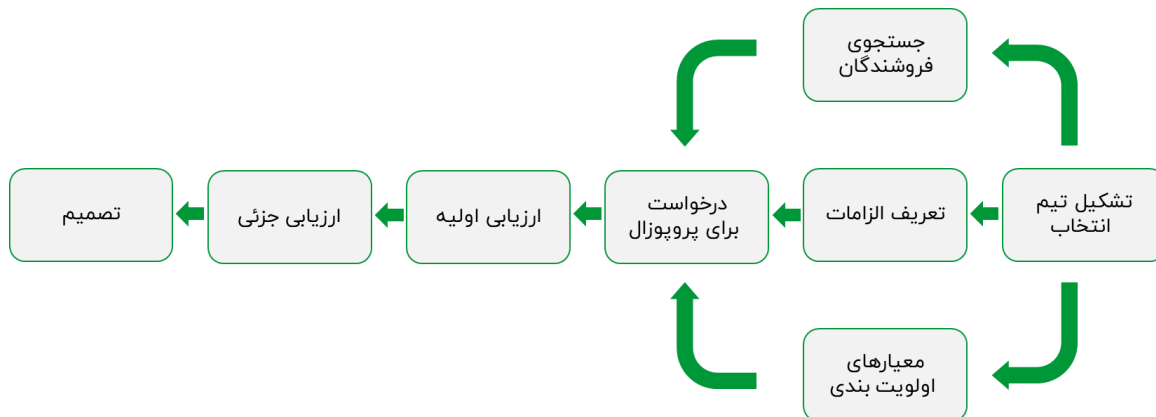 جستجوی
فروشندگان
تشکیل تیم
انتخاب
تعریف الزامات
درخواست
برای پروپوزال
ارزیابی اولیه
ارزیابی جزئی
تصمیم
معیارهای
اولویت بندی